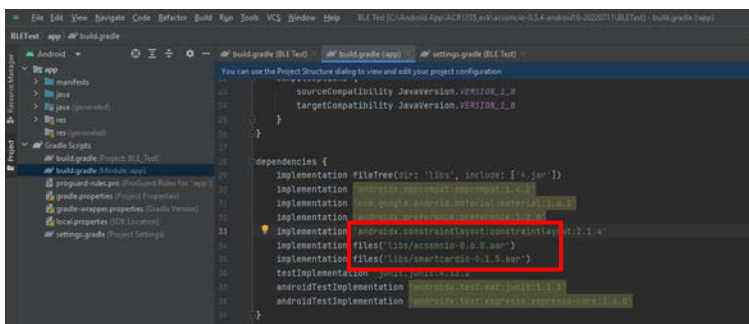 File Edit View Navigate Code Refactor Build Run Tools VCS Window Help BLE Test
BLETest app build.gradle
Android
build.gradle (BLE Test) build.gradle (:app) settings.gradle (BLE Test)
You can use the Project Structure dialog to view and edit your project configuration
Resource Manager
Project
app
manifests
java
java (generated)
res
res (generated)
Gradle Scripts
build.gradle (Project: BLE_Test)
build.gradle (Module: :app)
proguard-rules.pro (ProGuard Rules for ":app")
gradle.properties (Project Properties)
gradle-wrapper.properties (Gradle Version)
local.properties (SDK Location)
settings.gradle (Project Settings)
sourceCompatibility JavaVersion.VERSION_1_8
targetCompatibility JavaVersion.VERSION_1_8
}
}
dependencies {
implementation fileTree(dir: 'libs', include: ['*.jar'])
implementation 'androidx.appcompat:appcompat:1.4.2'
implementation 'com.google.android.material:material:1.6.1'
implementation 'androidx.preference:preference:1.2.0'
33 implementation 'androidx.constraintlayout:constraintlayout:2.1.4'
implementation files('libs/acssmcio-0.o.0.aar')
implementation files('libs/smartcardio-0.1.5.aar')
testImplementation 'junit:junit:4.13.2'
androidTestImplementation 'androidx.test.ext:junit:1.1.3'
androidTestImplementation 'androidx.test.espresso:espresso-core:3.4.0'
}